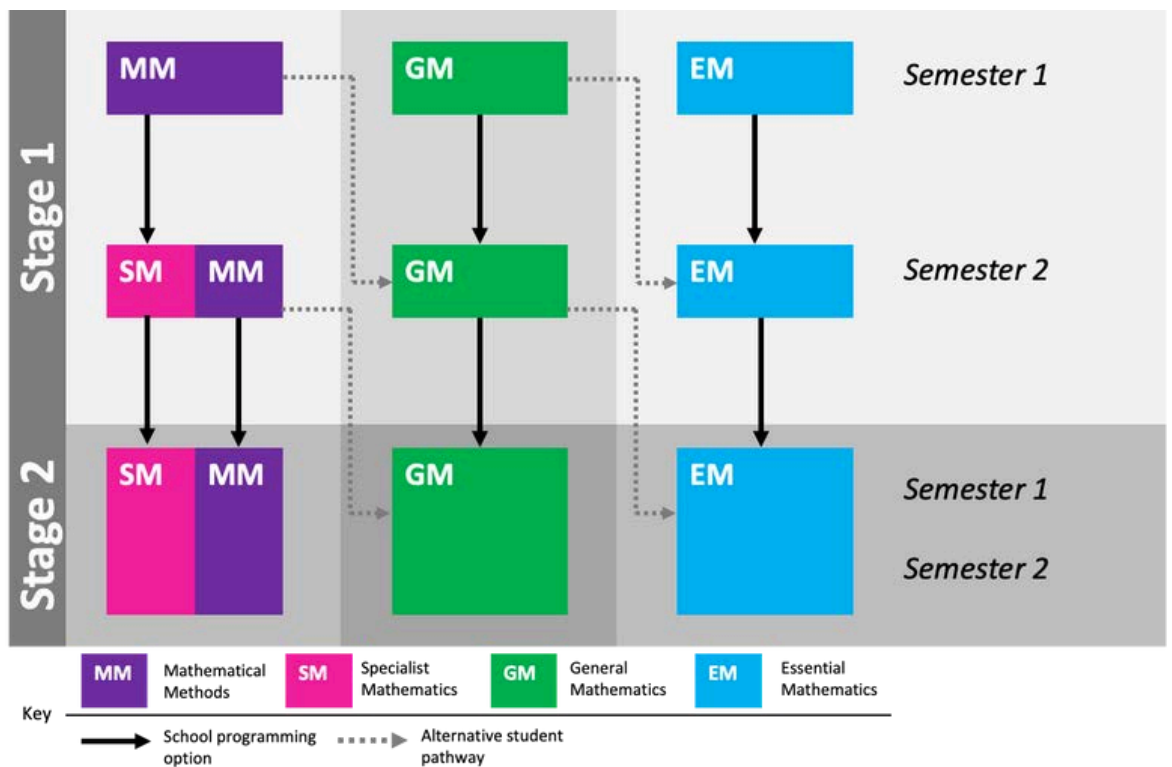 Stage 1
MM
GM
EM
Semester 1
SM
MM
GM
EM
Semester 2
Stage 2
SM
MM
GM
EM
Semester 1
Semester 2
MM
Mathematical
Methods
SM
Specialist
Mathematics
GM
General
Mathematics
EM
Essential
Mathematics
Key
School programming
option
Alternative student
pathway